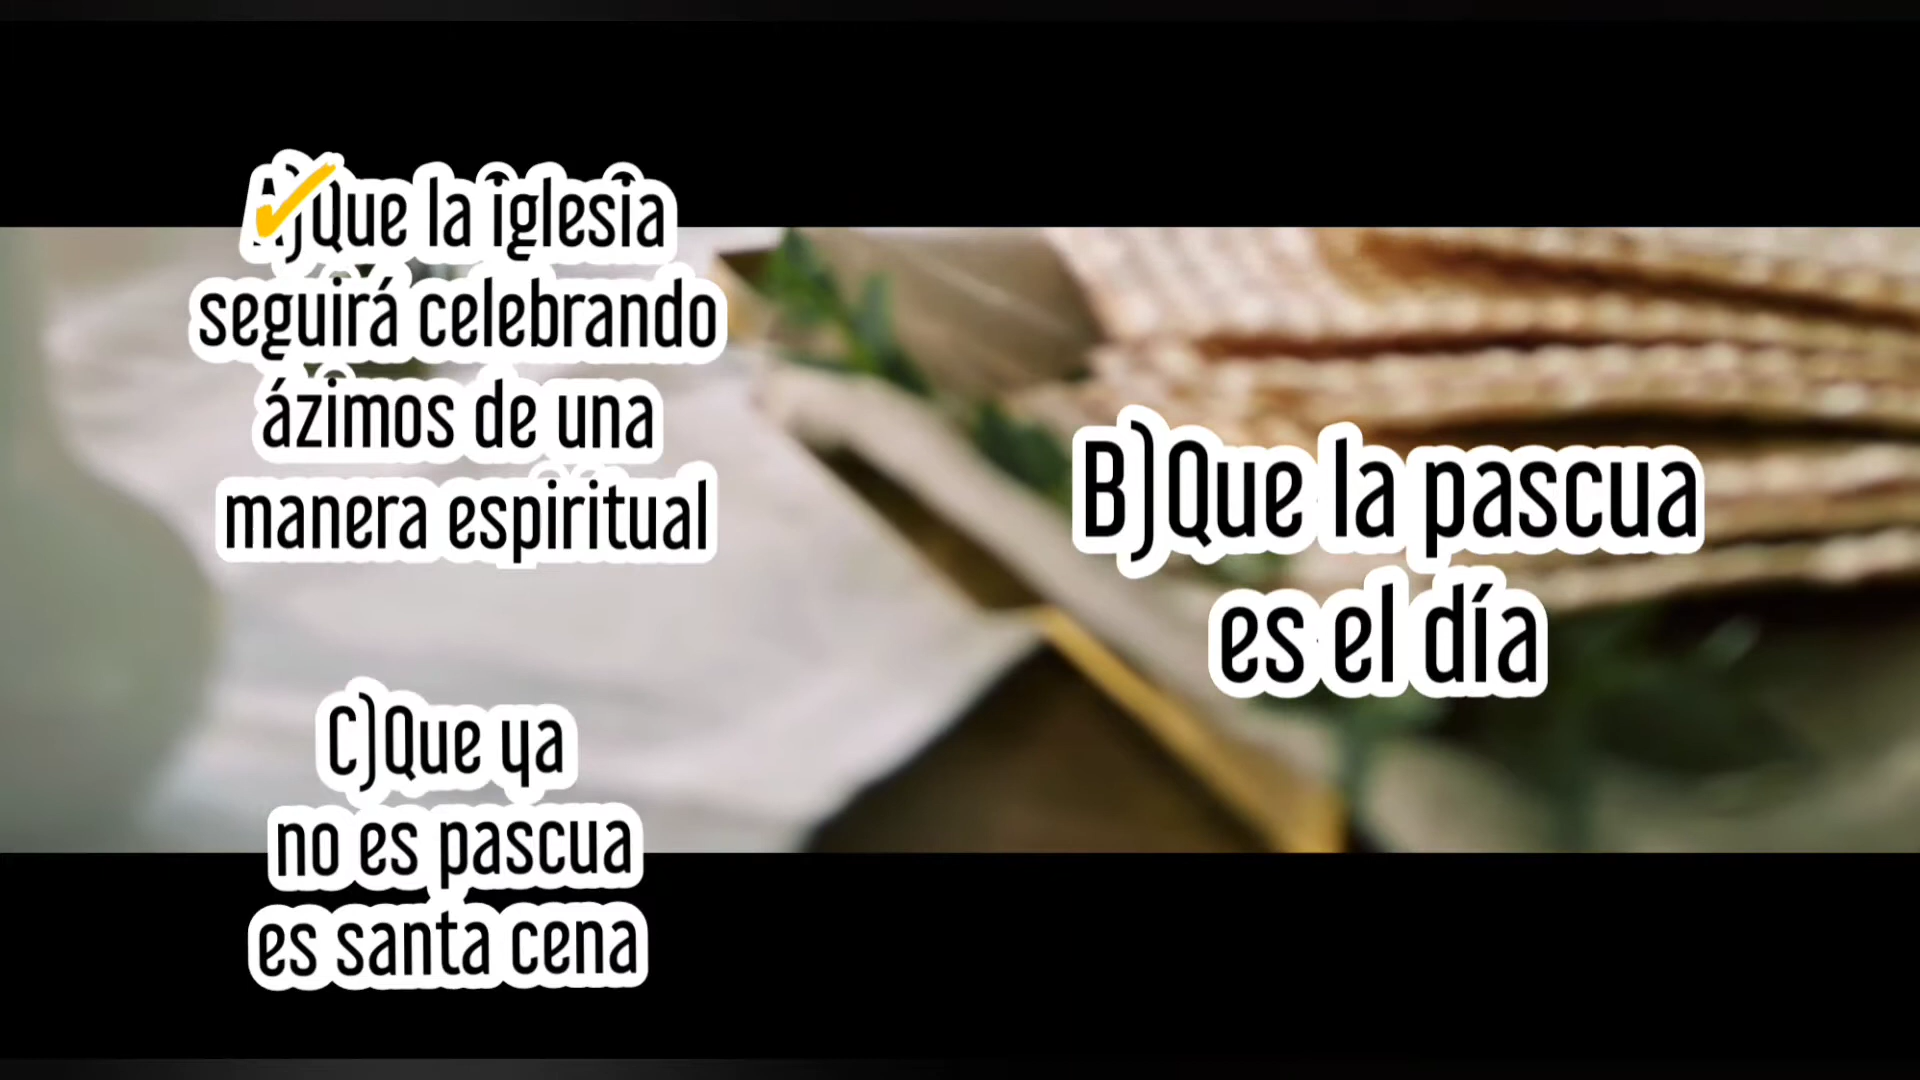 A)Que la iglesia
seguirá celebrando
ázimos de una
manera espiritual
B)Que la pascua
es el día
C)Que ya
no es pascua
es santa cena